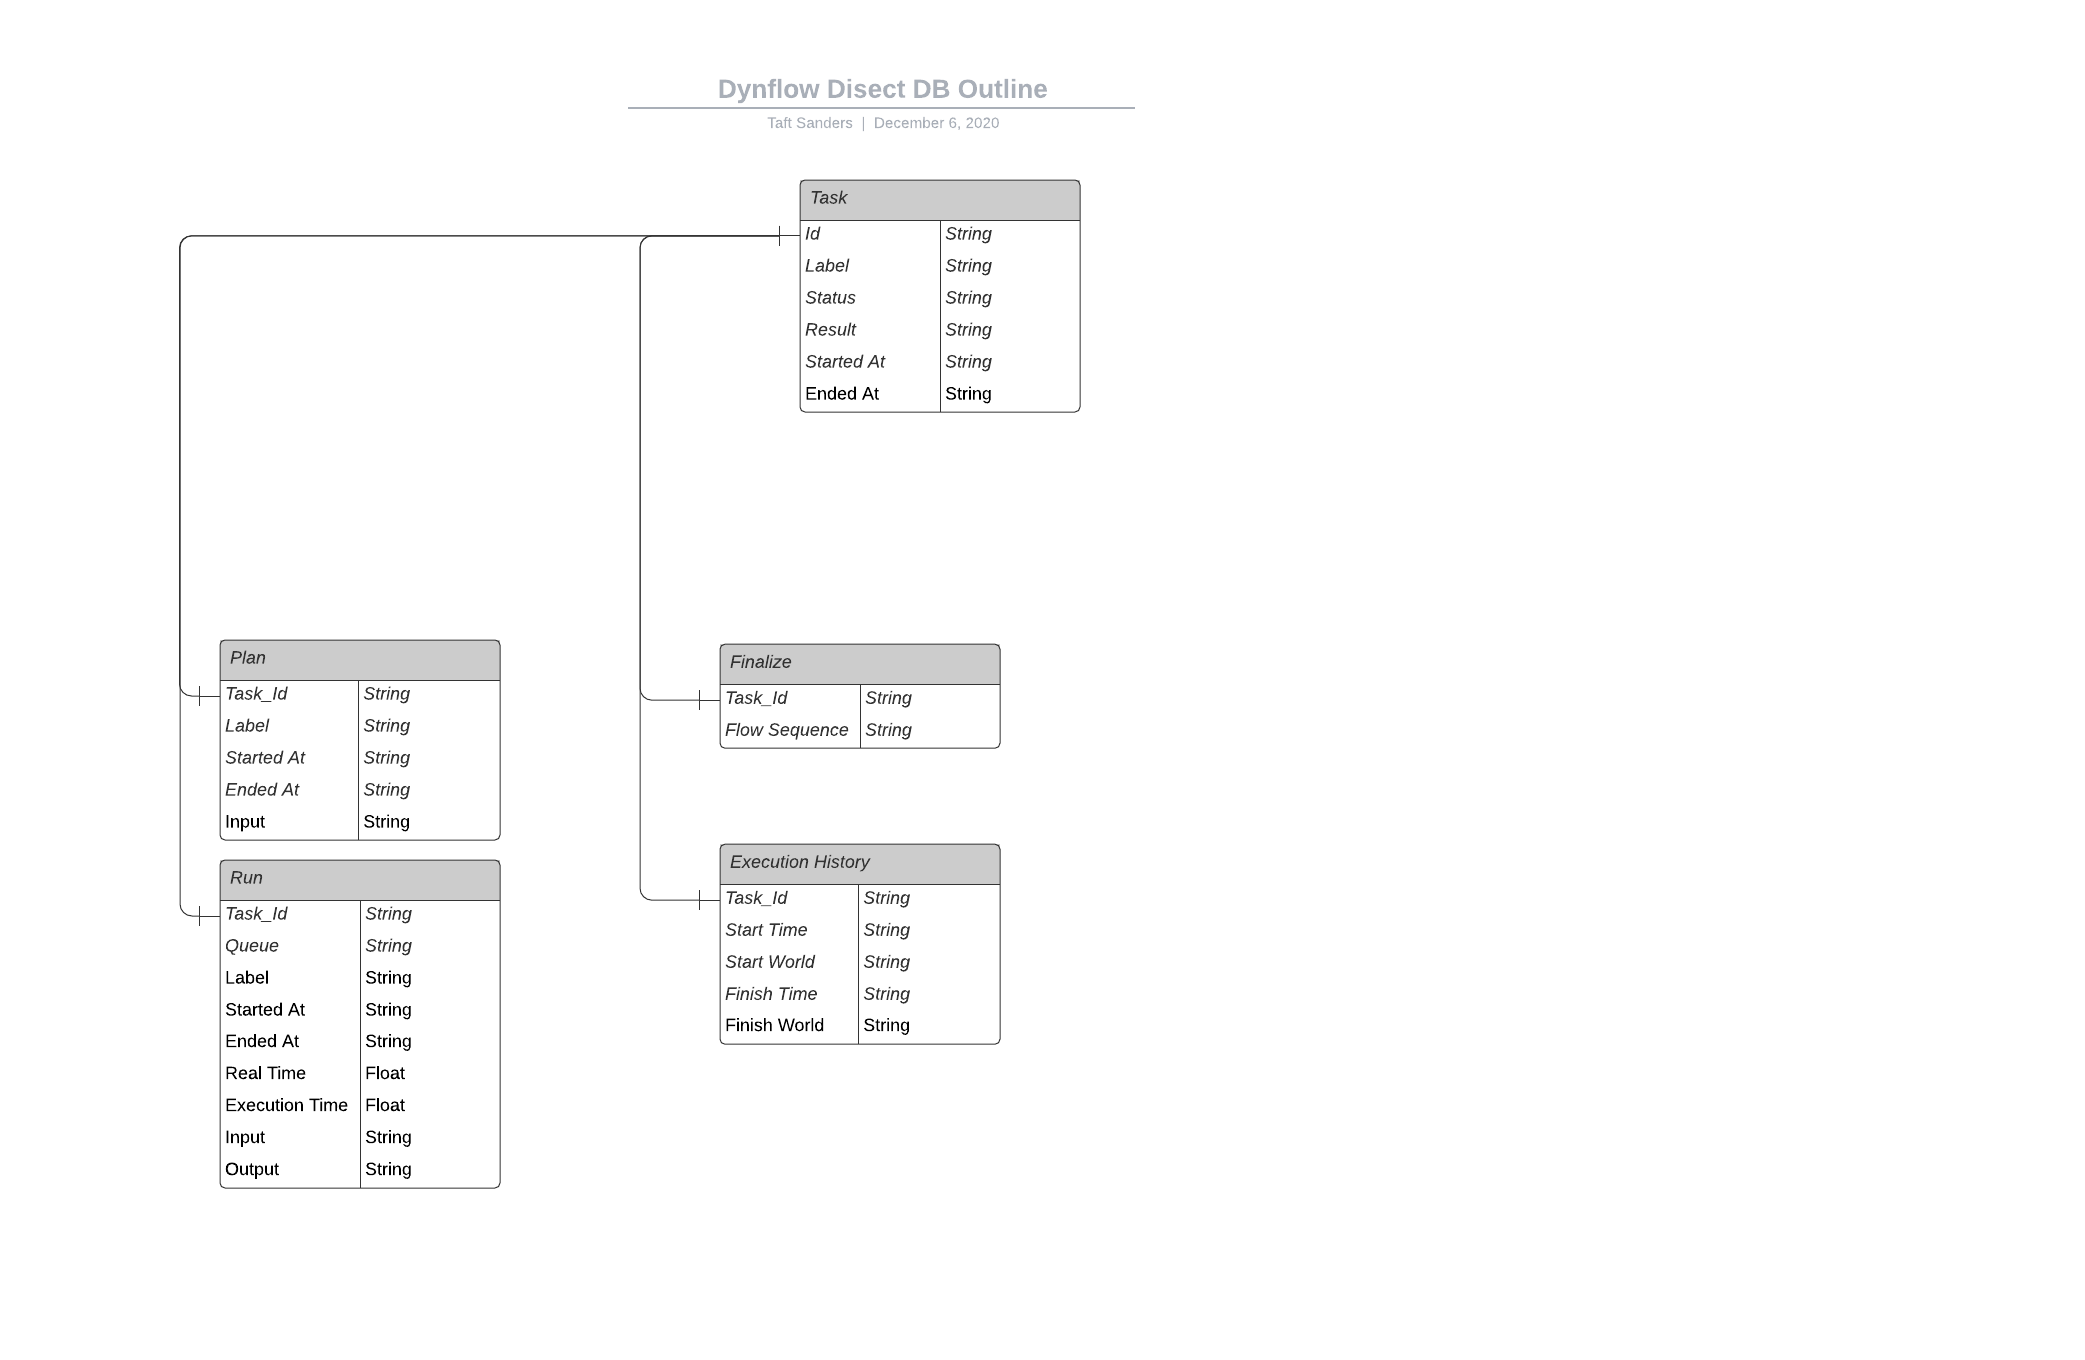 Dynflow Disect DB Outline
Taft Sanders | December 6, 2020
Task
Id String
Label String
Status String
Result String
Started At String
Ended At String
Plan
Task_Id String
Label String
Started At String
Ended At String
Input String
Run
Task_Id String
Queue String
Label String
Started At String
Ended At String
Real Time Float
Execution Time Float
Input String
Output String
Finalize
Task_Id String
Flow Sequence String
Execution History
Task_Id String
Start Time String
Start World String
Finish Time String
Finish World String